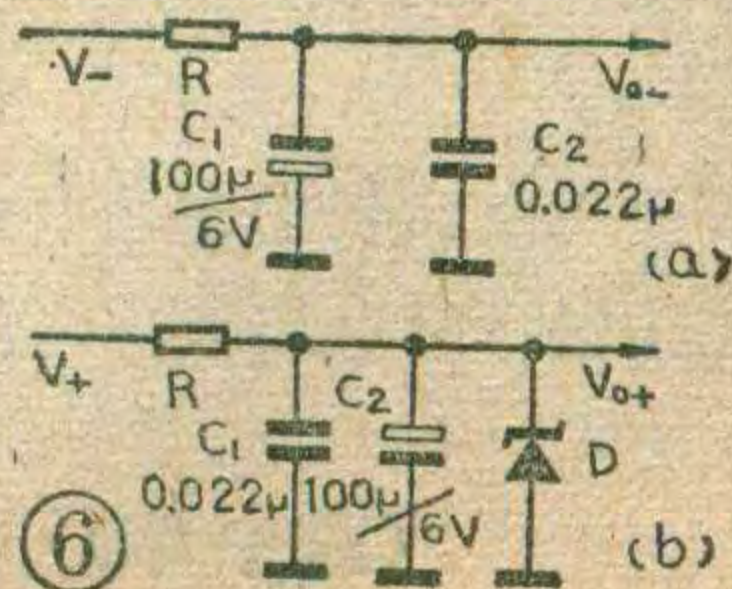 V-
R
Vo-
C1
100μ
6V
C2
0.022μ
(a)
V+
R
Vo+
C1
0.022μ
C2
100μ
6V
D
6
(b)